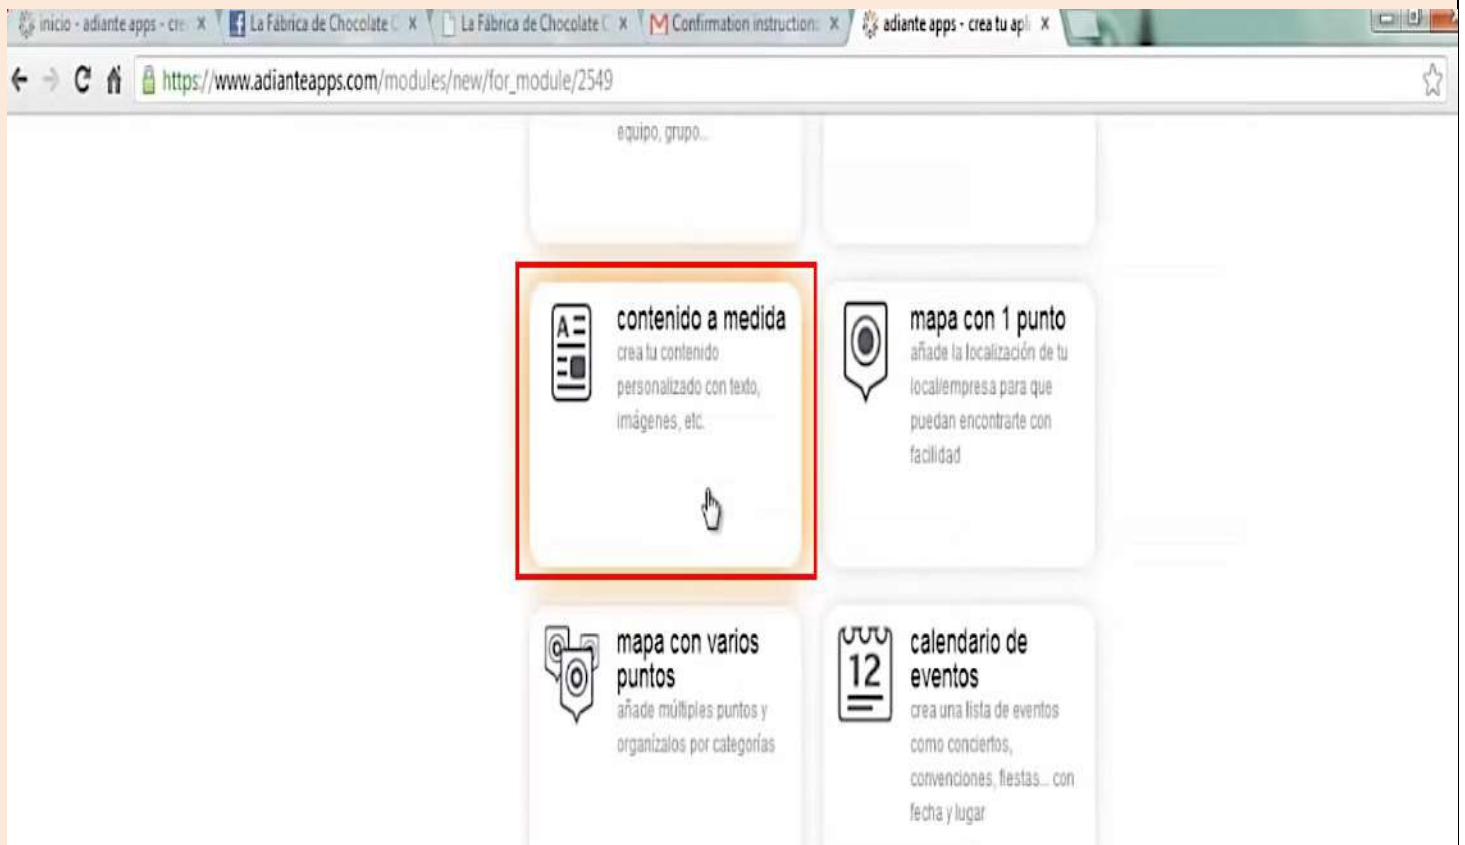 inicio - adiante apps - cre
La Fábrica de Chocolate C
La Fábrica de Chocolate C
Confirmation instruction:
adiante apps - crea tu apli
https://www.adianteapps.com/modules/new/for_module/2549
equipo, grupo...
contenido a medida
crea tu contenido
personalizado con texto,
imágenes, etc.
mapa con 1 punto
añade la localización de tu
local/empresa para que
puedan encontrarte con
facilidad
mapa con varios
puntos
añade múltiples puntos y
organízalos por categorías
12
calendario de
eventos
crea una lista de eventos
como conciertos,
convenciones, fiestas... con
fecha y lugar